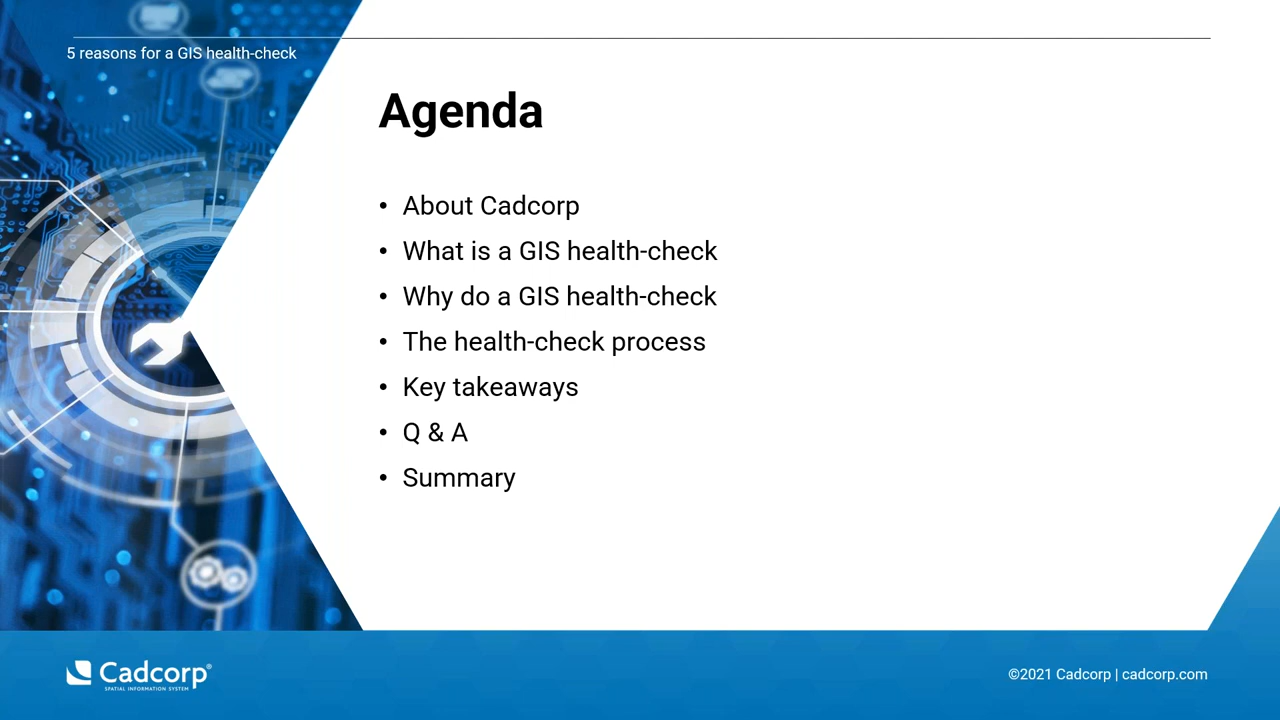 5 reasons for a GIS health-check
Agenda
• About Cadcorp
• What is a GIS health-check
• Why do a GIS health-check
• The health-check process
• Key takeaways
• Q & A
• Summary
Cadcorp®
SPATIAL INFORMATION SYSTEM
©2021 Cadcorp | cadcorp.com